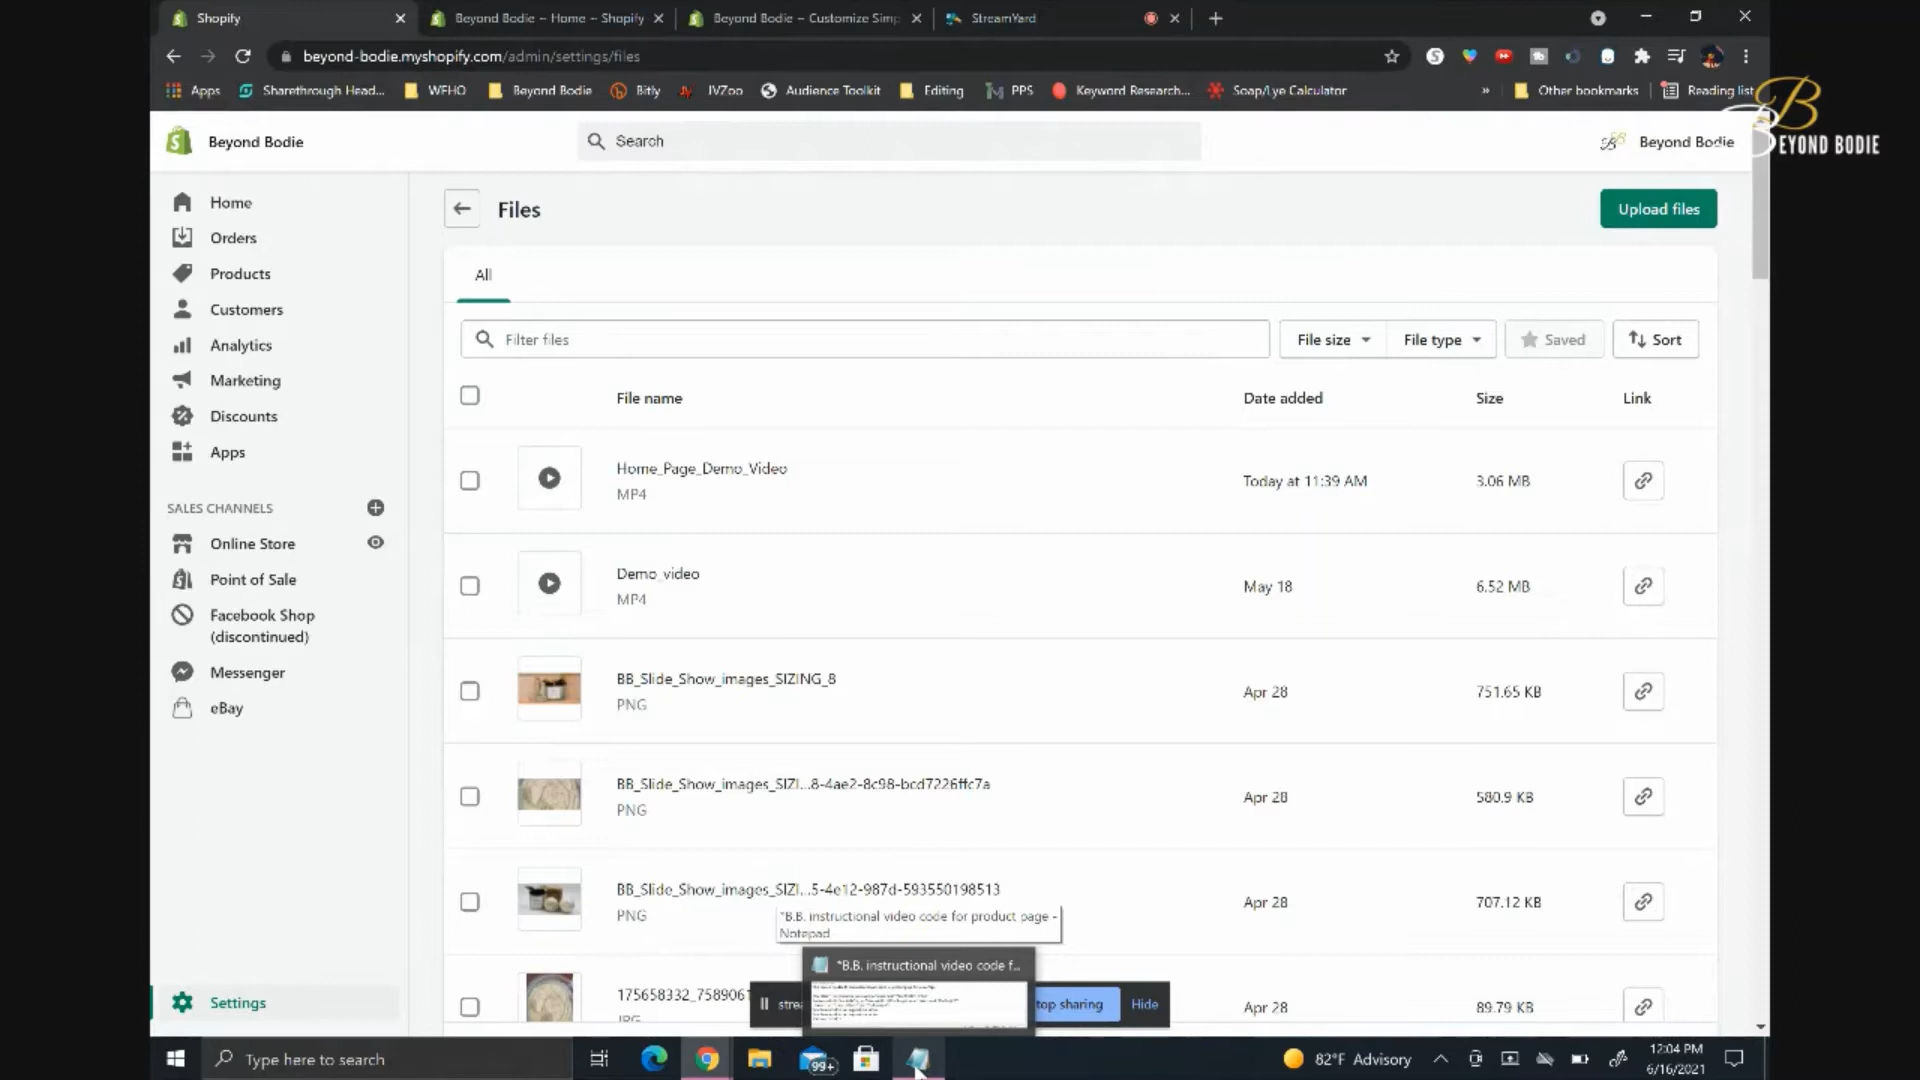 Shopify
Beyond Bodie ~ Home ~ Shopify
Beyond Bodie ~ Customize Simp
StreamYard
beyond-bodie.myshopify.com/admin/settings/files
Apps
Sharethrough Head...
WFHO
Beyond Bodie
Bitly
IVZoo
Audience Toolkit
Editing
PPS
Keyword Research...
Soap/Lye Calculator
»
Other bookmarks
Reading list
BEYOND BODIE
Beyond Bodie
Search
Beyond Bodie
Home
Orders
Products
Customers
Analytics
Marketing
Discounts
Apps
SALES CHANNELS
Online Store
Point of Sale
Facebook Shop
(discontinued)
Messenger
eBay
Settings
Files
Upload files
All
Filter files
File size
File type
Saved
Sort
File name
Date added
Size
Link
Home_Page_Demo_Video
MP4
Today at 11:39 AM
3.06 MB
Demo_video
MP4
May 18
6.52 MB
BB_Slide_Show_images_SIZING_8
PNG
Apr 28
751.65 KB
BB_Slide_Show_images_SIZI...8-4ae2-8c98-bcd7226ffc7a
PNG
Apr 28
580.9 KB
BB_Slide_Show_images_SIZI...5-4e12-987d-593550198513
PNG
Apr 28
707.12 KB
*B.B. instructional video code for product page -
Notepad
*B.B. instructional video code f...
175658332_758906
JPG
Apr 28
89.79 KB
strea
top sharing
Hide
Type here to search
99+
82°F Advisory
12:04 PM
6/16/2021